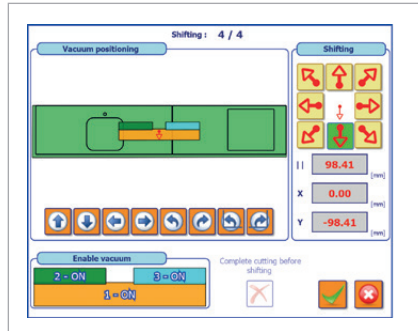 Shifting : 4 / 4
Vacuum positioning
Shifting
| | 98.41 [mm]
X 0.00 [mm]
Y -98.41 [mm]
Enable vacuum
2 - ON
3 - ON
1 - ON
Complete cutting before
shifting